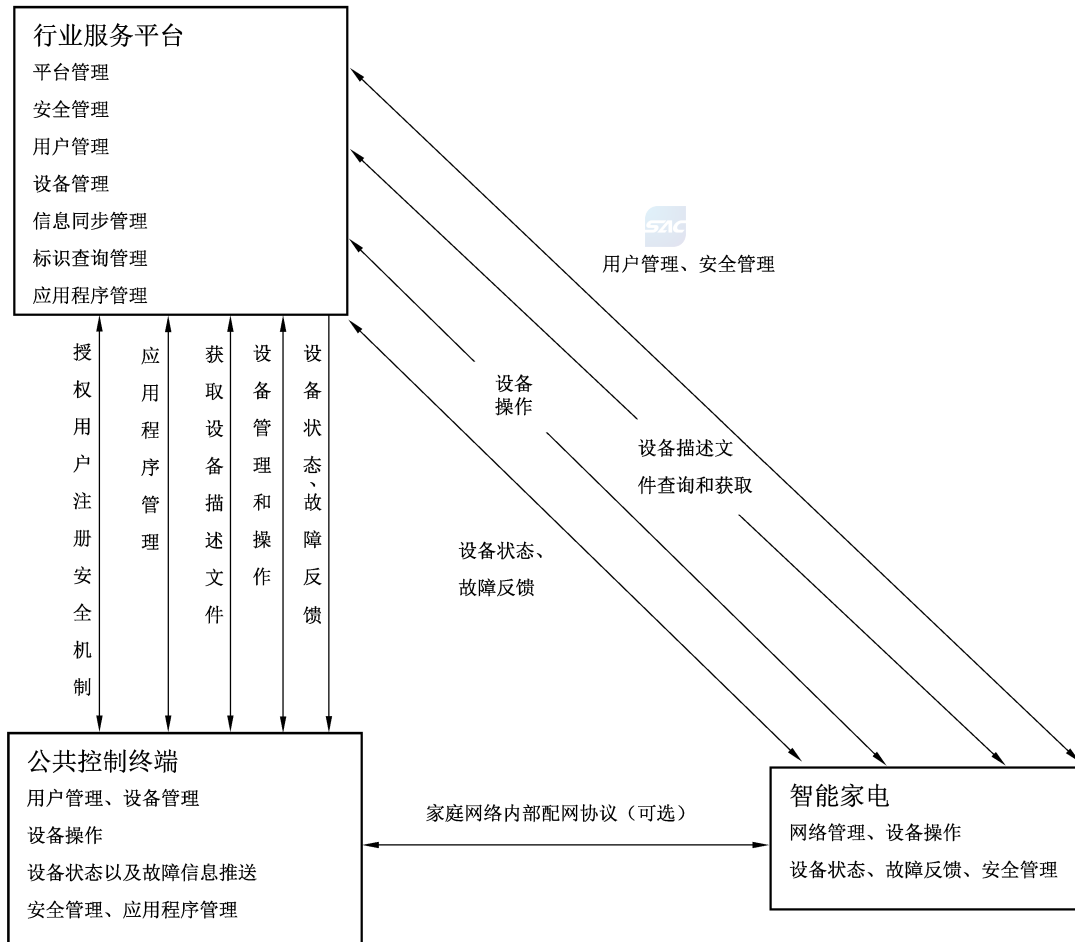 行业服务平台
平台管理
安全管理
用户管理
设备管理
信息同步管理
标识查询管理
应用程序管理
SAC
用户管理、安全管理
授权用户注册安全机制
应用程序管理
获取设备描述文件
设备管理和操作
设备状态、故障反馈
设备
操作
设备描述文
件查询和获取
设备状态、
故障反馈
公共控制终端
用户管理、设备管理
设备操作
设备状态以及故障信息推送
安全管理、应用程序管理
家庭网络内部配网协议（可选）
智能家电
网络管理、设备操作
设备状态、故障反馈、安全管理